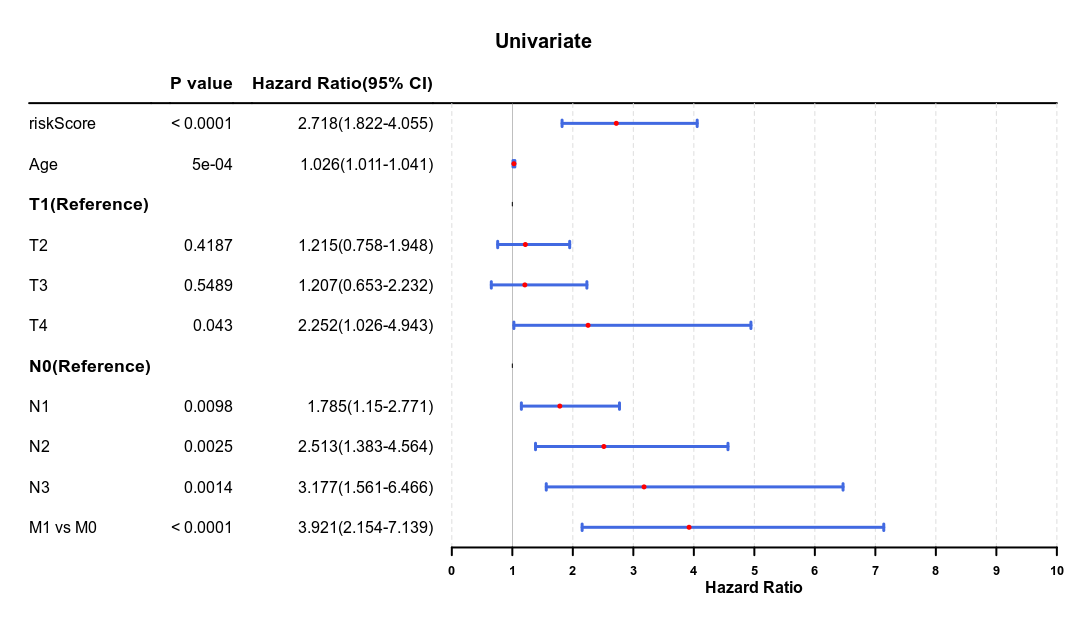 Univariate
P value Hazard Ratio(95% CI)
riskScore < 0.0001 2.718(1.822-4.055)
Age 5e-04 1.026(1.011-1.041)
T1(Reference)
T2 0.4187 1.215(0.758-1.948)
T3 0.5489 1.207(0.653-2.232)
T4 0.043 2.252(1.026-4.943)
N0(Reference)
N1 0.0098 1.785(1.15-2.771)
N2 0.0025 2.513(1.383-4.564)
N3 0.0014 3.177(1.561-6.466)
M1 vs M0 < 0.0001 3.921(2.154-7.139)
0 1 2 3 4 5 6 7 8 9 10
Hazard Ratio